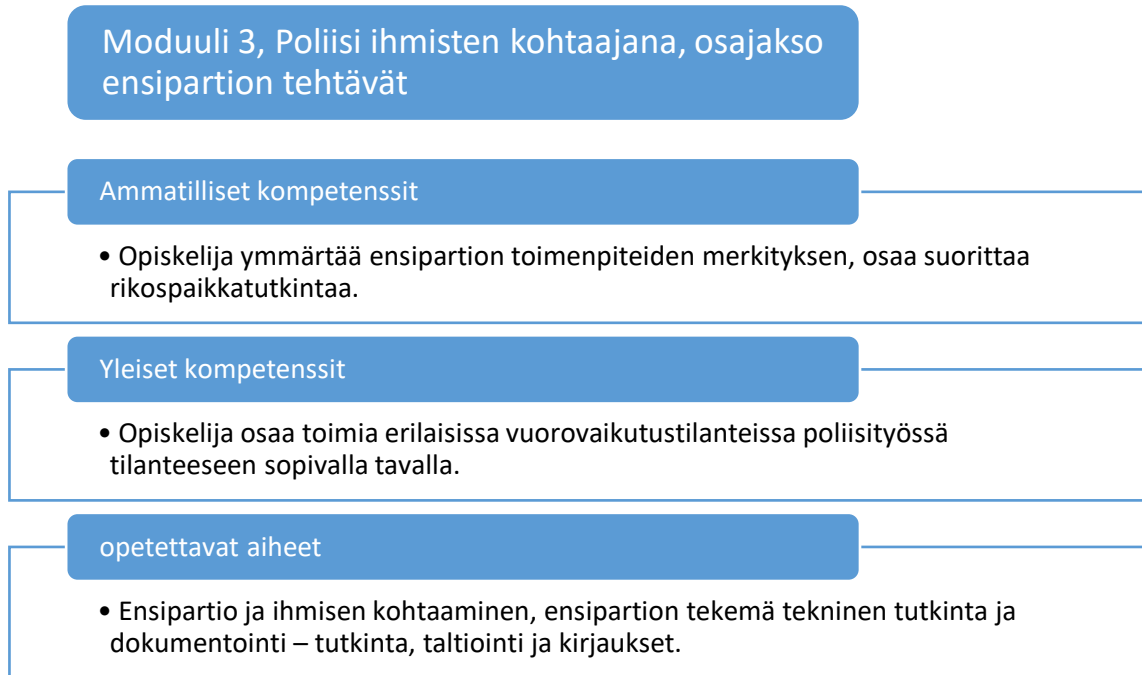 Moduuli 3, Poliisi ihmisten kohtaajana, osajakso
ensipartion tehtävät
Ammatilliset kompetenssit
• Opiskelija ymmärtää ensipartion toimenpiteiden merkityksen, osaa suorittaa
rikospaikkatutkintaa.
Yleiset kompetenssit
• Opiskelija osaa toimia erilaisissa vuorovaikutustilanteissa poliisityössä
tilanteeseen sopivalla tavalla.
opetettavat aiheet
• Ensipartio ja ihmisen kohtaaminen, ensipartion tekemä tekninen tutkinta ja
dokumentointi – tutkinta, taltiointi ja kirjaukset.